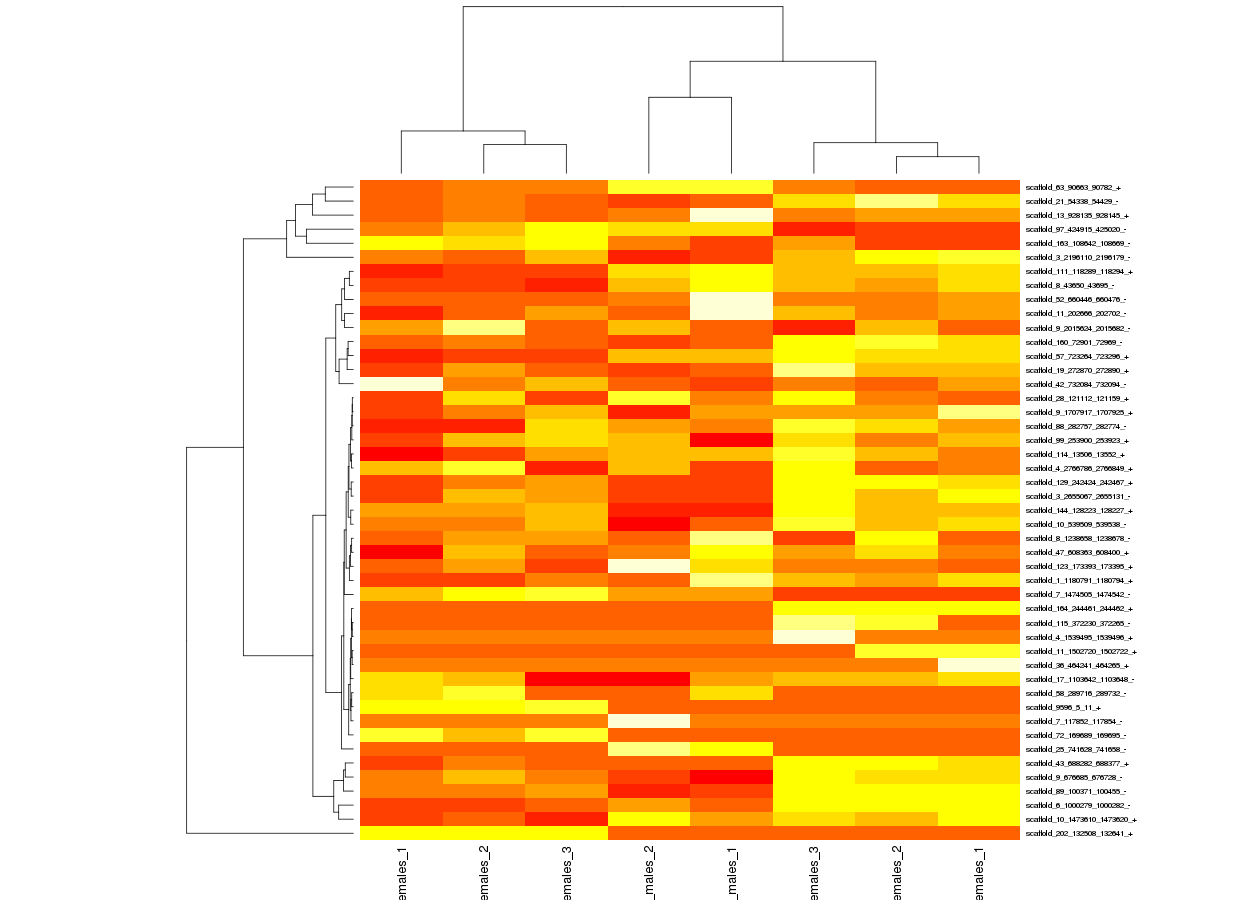 scaffold_63_90663_90782_+
scaffold_21_54338_54429_-
scaffold_13_928135_928145_+
scaffold_97_424915_425020_-
scaffold_163_108642_108669_-
scaffold_3_2196110_2196179_-
scaffold_111_118289_118294_+
scaffold_8_43650_43695_-
scaffold_52_660446_660476_-
scaffold_11_202666_202702_-
scaffold_9_2015624_2015682_-
scaffold_160_72901_72969_-
scaffold_57_723264_723296_+
scaffold_19_272870_272890_+
scaffold_42_732084_732094_-
scaffold_28_121112_121159_+
scaffold_9_1707917_1707925_+
scaffold_88_282757_282774_-
scaffold_99_253900_253923_+
scaffold_114_13506_13552_+
scaffold_4_2766786_2766849_+
scaffold_129_242424_242467_+
scaffold_3_2655067_2655131_-
scaffold_144_128223_128227_+
scaffold_10_539509_539538_-
scaffold_8_1238658_1238678_-
scaffold_47_608363_608400_+
scaffold_123_173393_173395_+
scaffold_1_1180791_1180794_+
scaffold_7_1474505_1474542_-
scaffold_164_244461_244462_+
scaffold_115_372230_372265_-
scaffold_4_1539495_1539496_+
scaffold_11_1502720_1502722_+
scaffold_36_464241_464265_+
scaffold_17_1103642_1103648_-
scaffold_58_289716_289732_-
scaffold_9596_5_11_+
scaffold_7_117852_117854_-
scaffold_72_169689_169695_-
scaffold_25_741628_741658_-
scaffold_43_688282_688377_+
scaffold_9_676685_676728_-
scaffold_89_100371_100455_-
scaffold_6_1000279_1000282_-
scaffold_10_1473610_1473620_+
scaffold_202_132508_132641_+
emales_1
emales_2
emales_3
_males_2
_males_1
emales_3
emales_2
emales_1